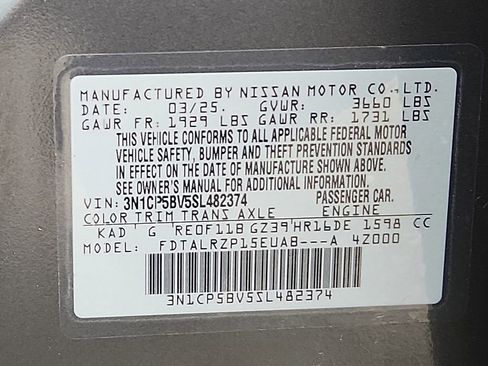 MANUFACTURED BY NISSAN MOTOR CO., LTD.
DATE: 03/25. GVWR: 3660 LBS
GAWR FR: 1929 LBS GAWR RR: 1731 LBS
THIS VEHICLE CONFORMS TO ALL APPLICABLE FEDERAL MOTOR
VEHICLE SAFETY, BUMPER AND THEFT PREVENTION STANDARDS
IN EFFECT ON THE DATE OF MANUFACTURE SHOWN ABOVE.
SEE OWNER'S MANUAL FOR ADDITIONAL INFORMATION.
VIN: 3N1CP5BV5SL482374 PASSENGER CAR.
COLOR TRIM TRANS AXLE ENGINE
KAD G RE0F11B GZ39 HR16DE 1598 CC
MODEL: FDTALRZP15EUAB---A 4Z000
3N1CP5BV5SL482374